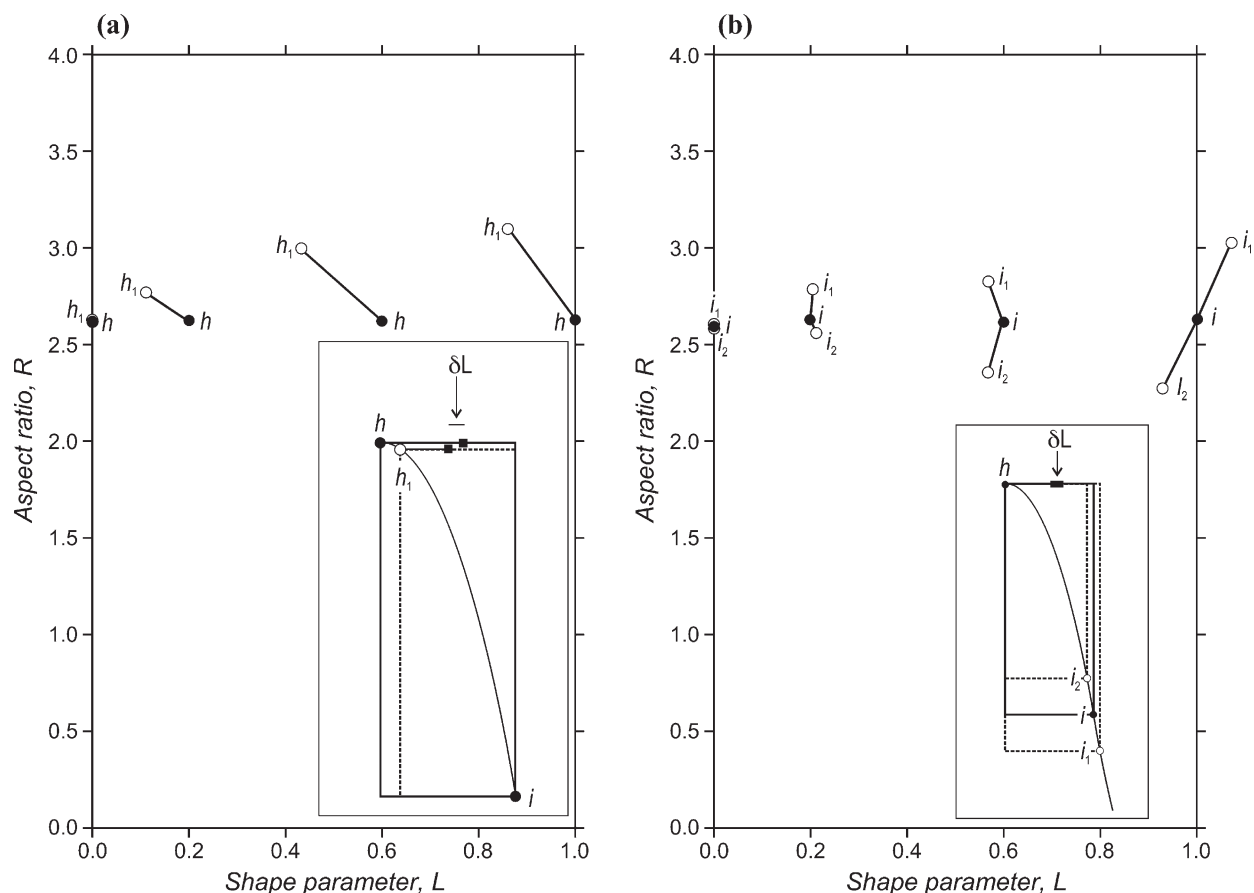 (a)
4.0
3.5
3.0
2.5
2.0
1.5
1.0
0.5
0.0
Aspect ratio, R
0.0 0.2 0.4 0.6 0.8 1.0
Shape parameter, L
h₁ h
h₁ h
h₁ h
h₁ h
δL
h
h₁
i
(b)
4.0
3.5
3.0
2.5
2.0
1.5
1.0
0.5
0.0
Aspect ratio, R
0.0 0.2 0.4 0.6 0.8 1.0
Shape parameter, L
i₁ i i₂
i₁ i i₂
i₁ i i₂
i₁ i I₂
δL
h
i₂
i
i₁